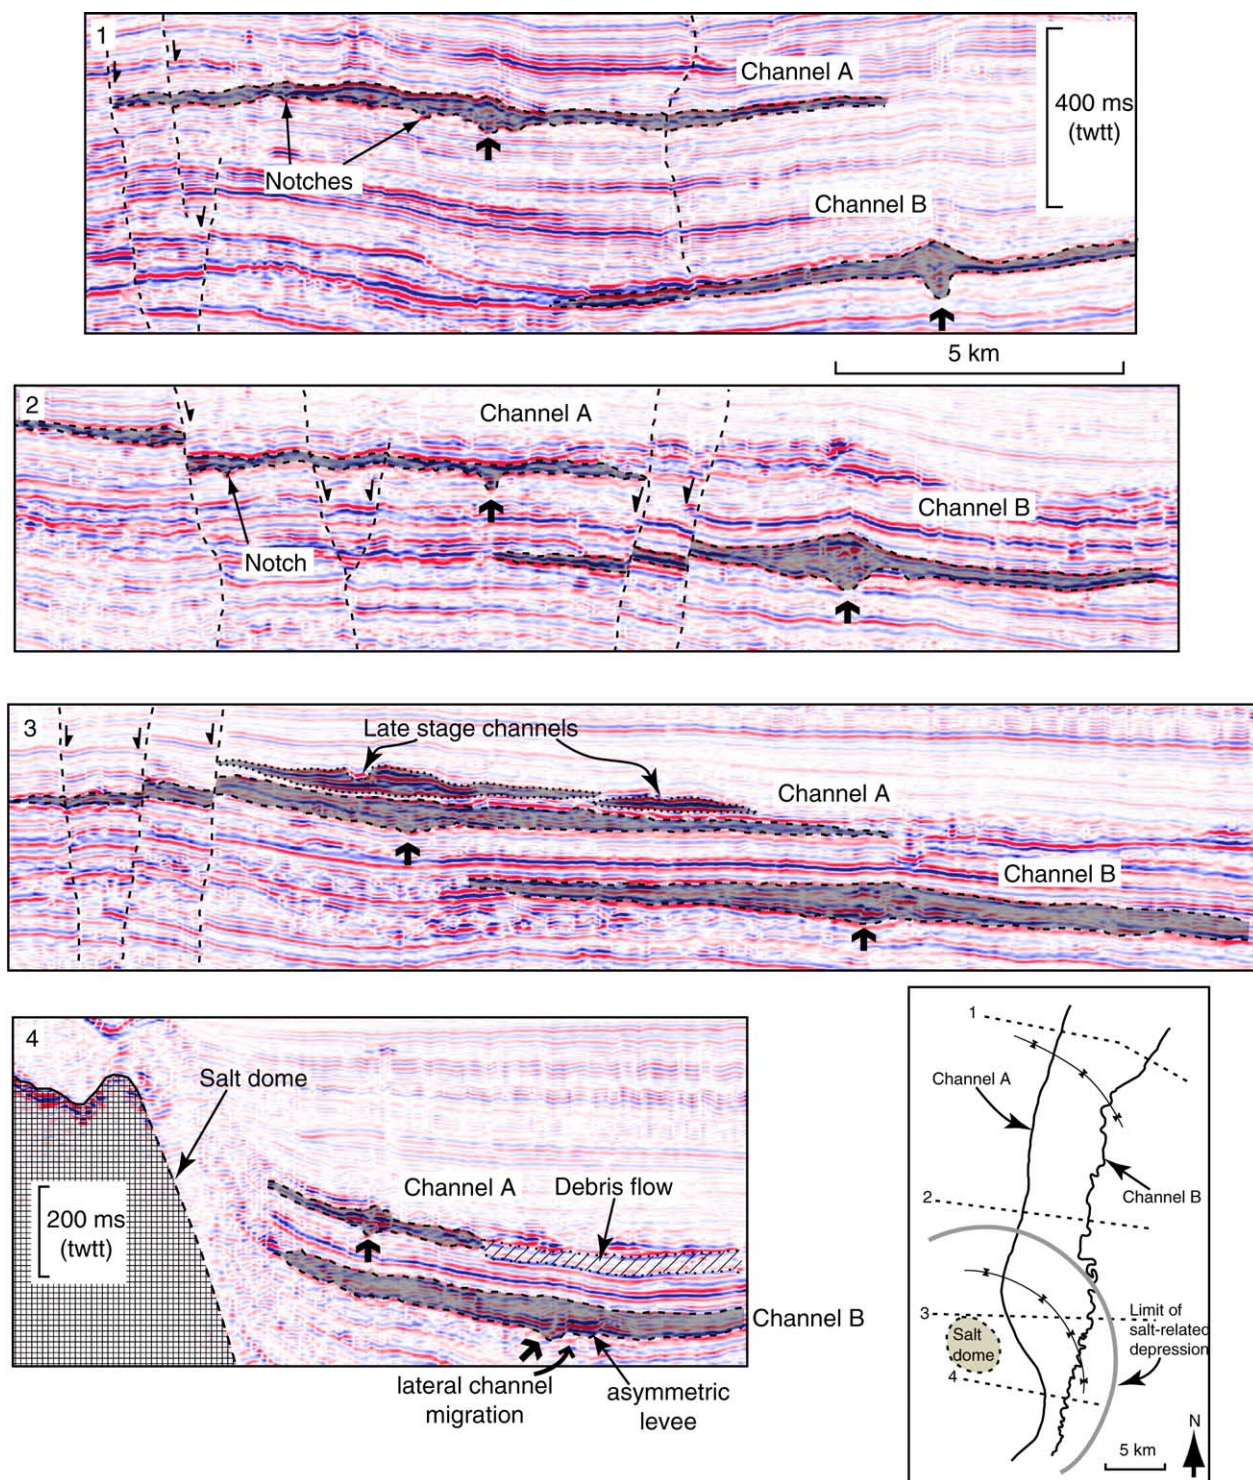 1
Channel A
400 ms
(twtt)
Notches
Channel B
5 km
2
Channel A
Channel B
Notch
3
Late stage channels
Channel A
Channel B
4
Salt dome
Channel A
Debris flow
200 ms
(twtt)
Channel B
lateral channel
migration
asymmetric
levee
1
Channel A
Channel B
2
3
Limit of
salt-related
depression
Salt
dome
4
N
5 km